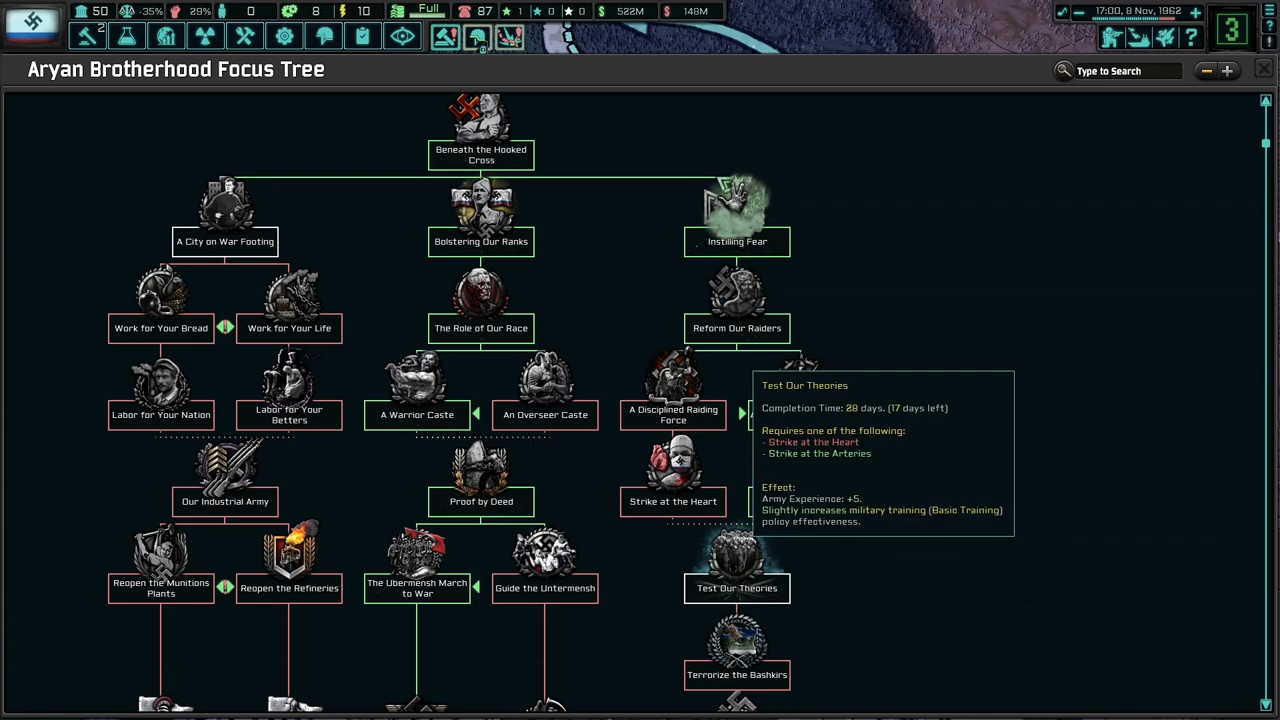 2
50
-35%
29%
0
8
10
Full
87
1
0
0
$ 522M
$ 148M
17:00, 8 Nov, 1962
3
Aryan Brotherhood Focus Tree
Type to Search
Beneath the Hooked
Cross
A City on War Footing
Bolstering Our Ranks
Instilling Fear
Work for Your Bread
Work for Your Life
The Role of Our Race
Reform Our Raiders
Labor for Your Nation
Labor for Your
Betters
A Warrior Caste
An Overseer Caste
A Disciplined Raiding
Force
Test Our Theories
Completion Time: 28 days. (17 days left)
Requires one of the following:
- Strike at the Heart
- Strike at the Arteries
Effect:
Army Experience: +5.
Slightly increases military training (Basic Training)
policy effectiveness.
Our Industrial Army
Proof by Deed
Strike at the Heart
Reopen the Munitions
Plants
Reopen the Refineries
The Ubermensh March
to War
Guide the Untermensh
Test Our Theories
Terrorize the Bashkirs